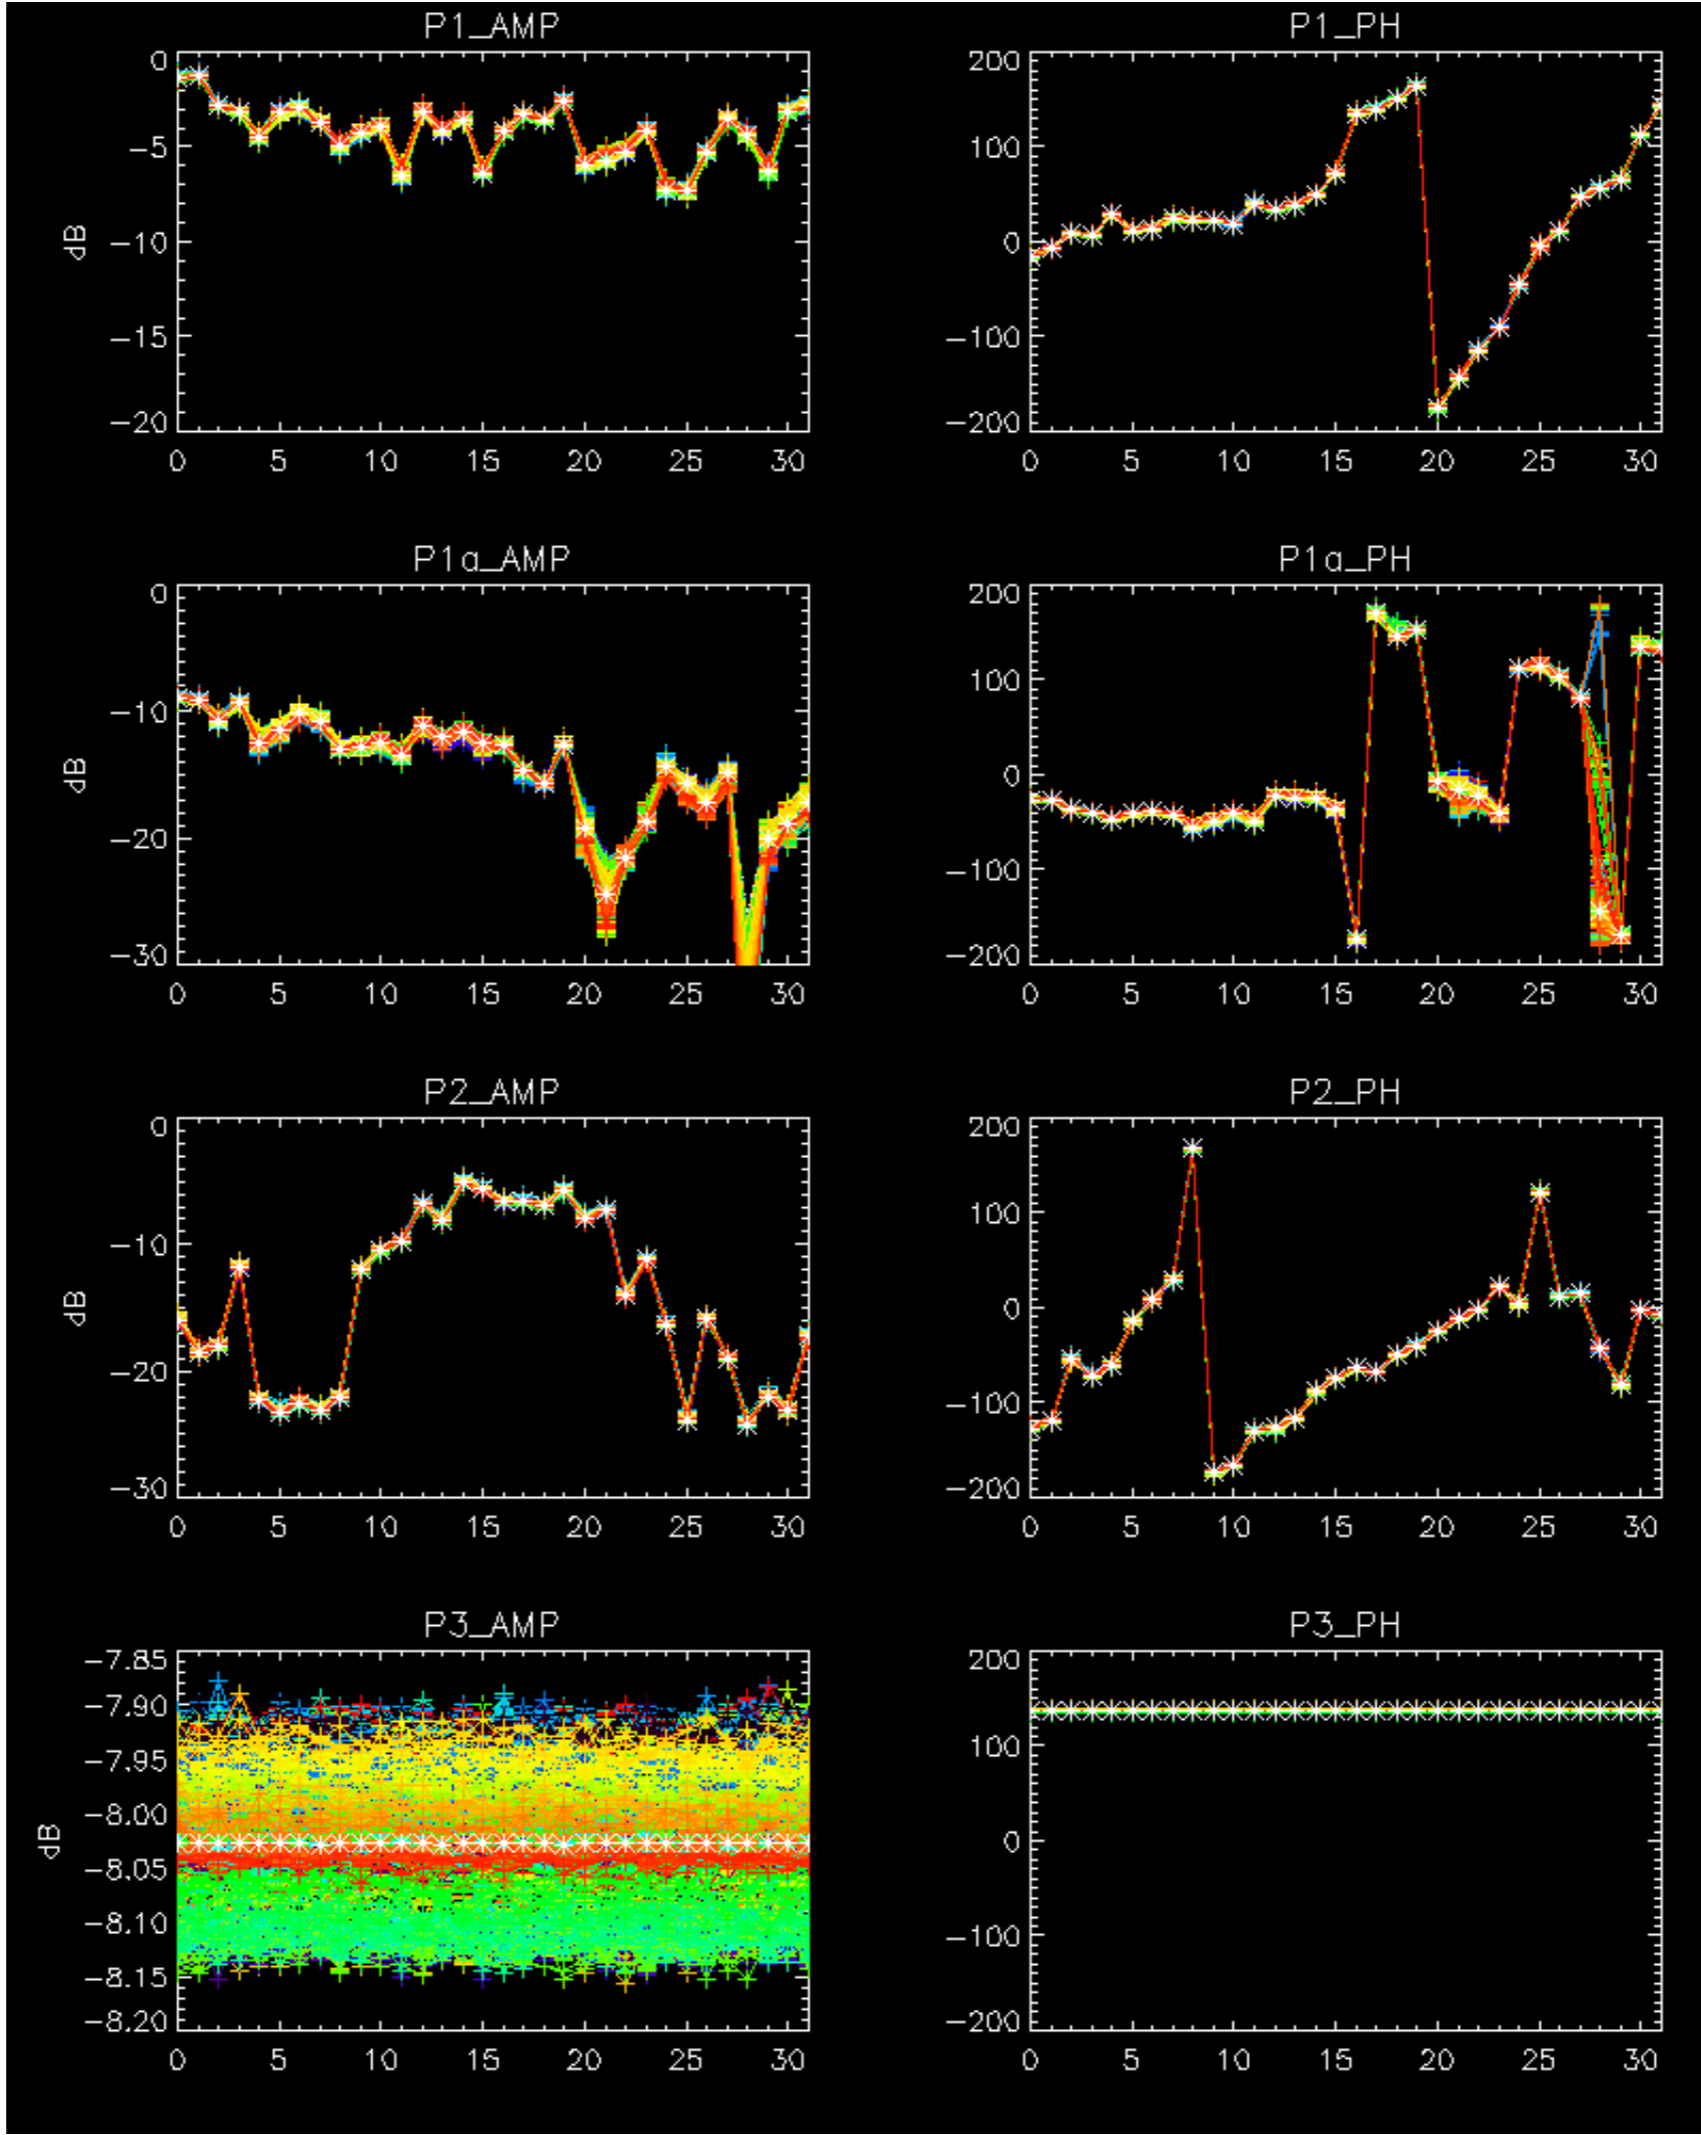 P1_AMP P1_PH
0 200
-5 100
dB -10 0
-15 -100
-20 -200
0 5 10 15 20 25 30 0 5 10 15 20 25 30
P1a_AMP P1a_PH
0 200
-10 100
dB 0
-20 -100
-30 -200
0 5 10 15 20 25 30 0 5 10 15 20 25 30
P2_AMP P2_PH
0 200
-10 100
dB 0
-20 -100
-30 -200
0 5 10 15 20 25 30 0 5 10 15 20 25 30
P3_AMP P3_PH
-7.85 200
-7.90
-7.95 100
-8.00
dB 0
-8.05
-8.10 -100
-8.15
-8.20 -200
0 5 10 15 20 25 30 0 5 10 15 20 25 30